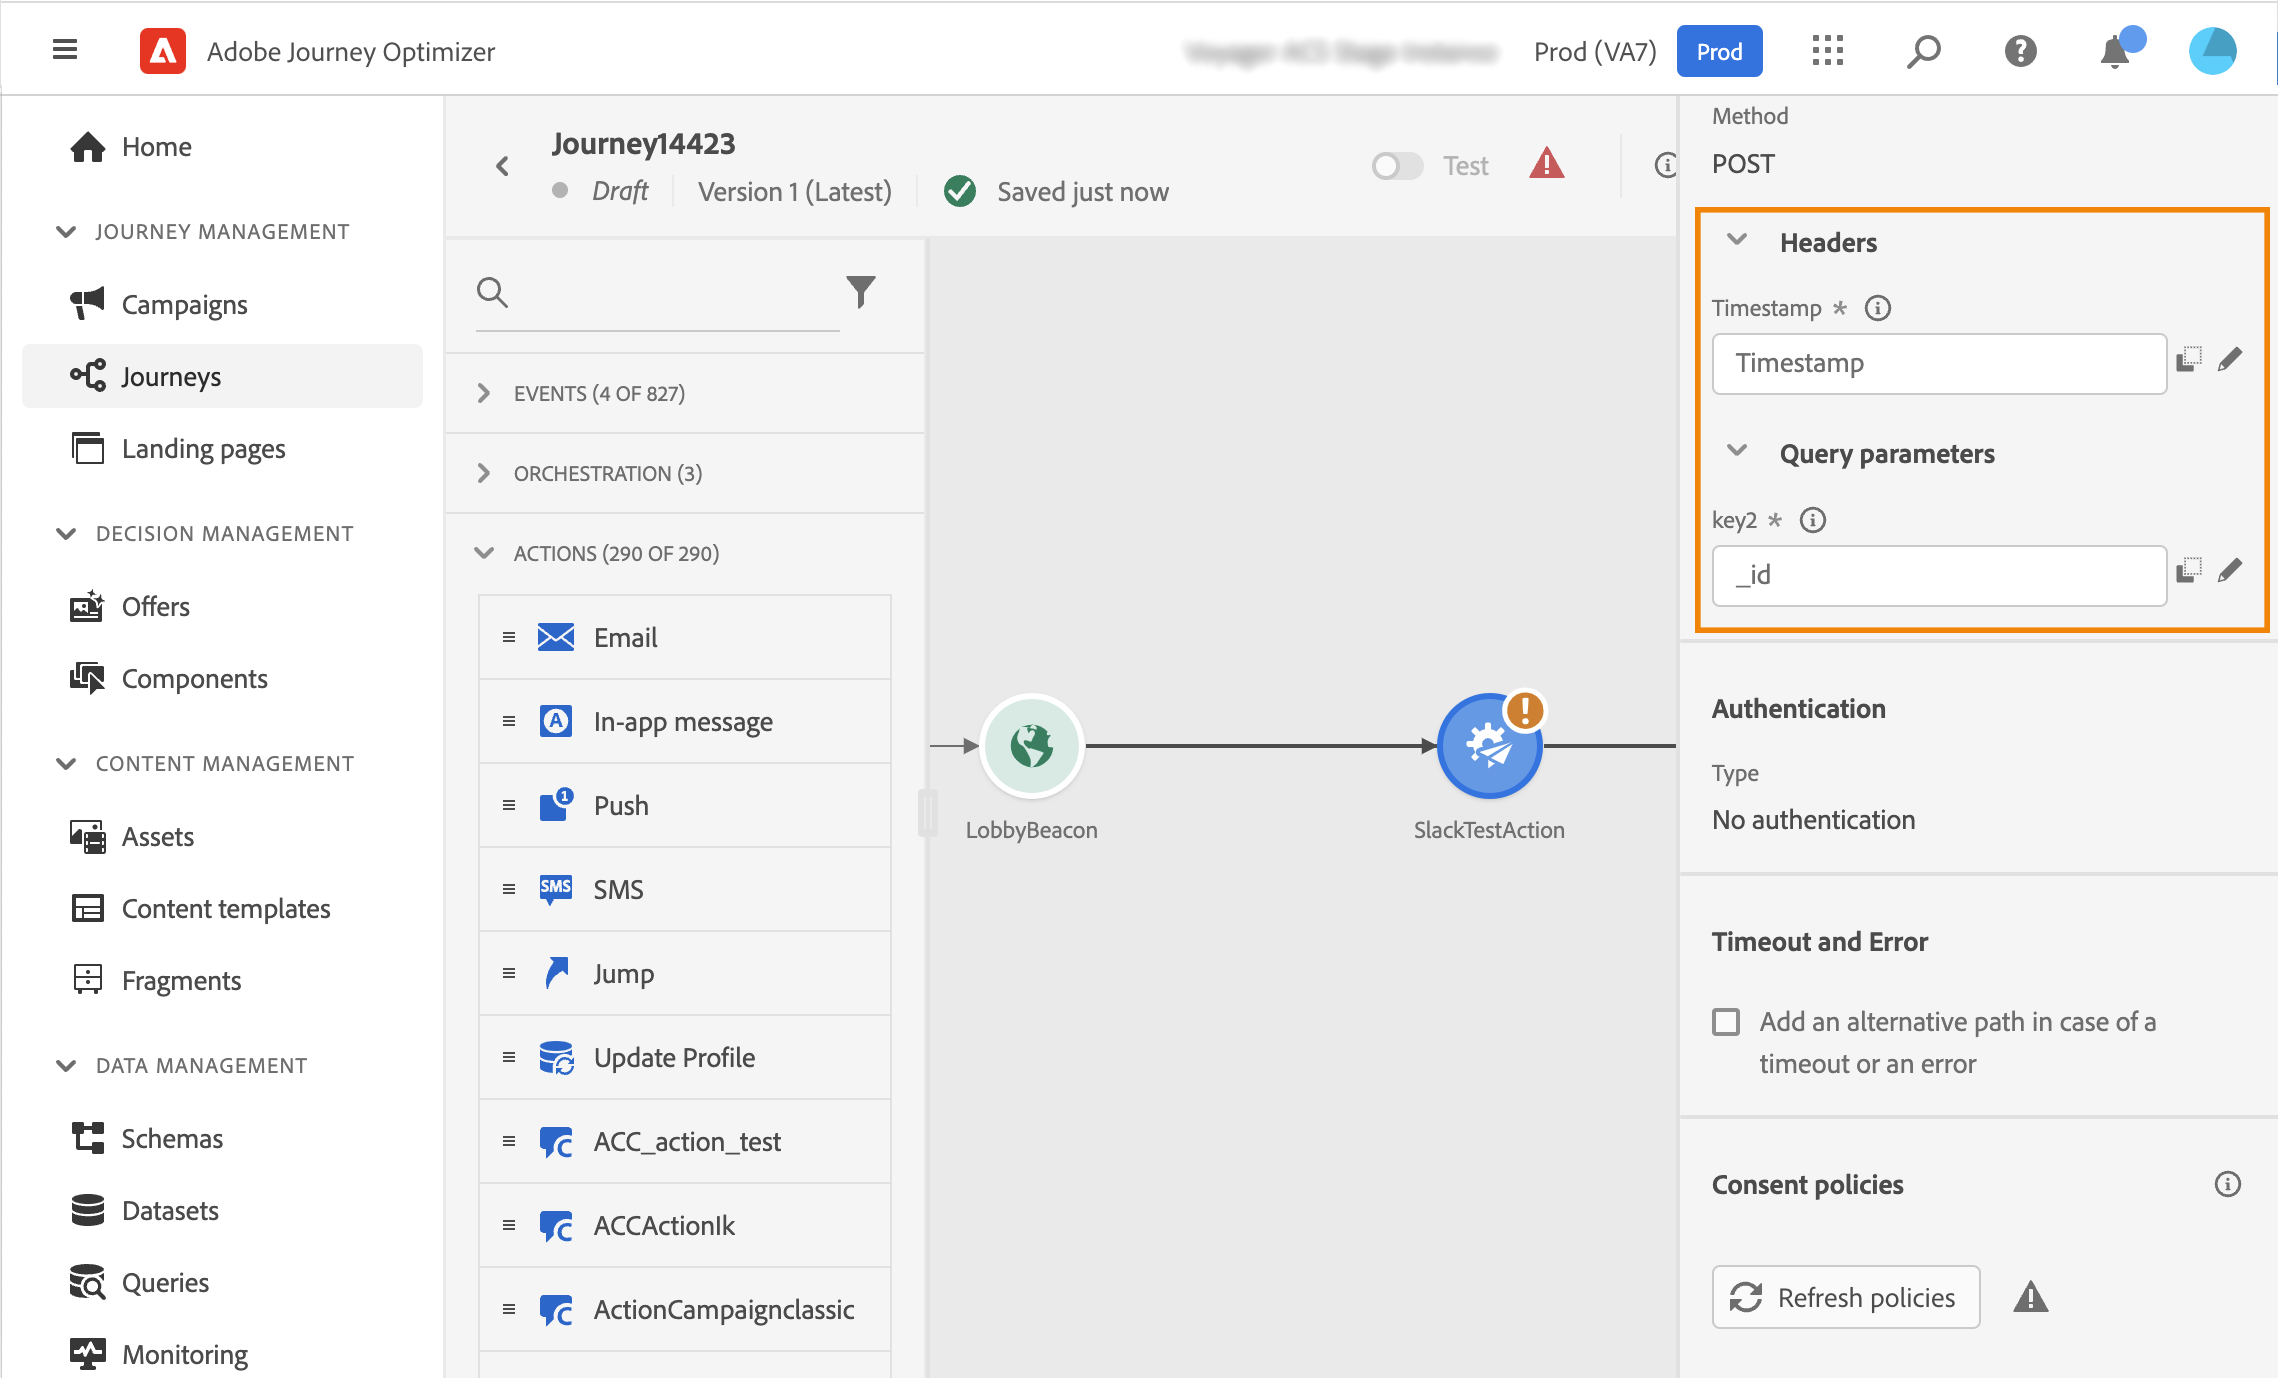 Adobe Journey Optimizer
Prod (VA7)
Prod
Home
JOURNEY MANAGEMENT
Campaigns
Journeys
Landing pages
DECISION MANAGEMENT
Offers
Components
CONTENT MANAGEMENT
Assets
Content templates
Fragments
DATA MANAGEMENT
Schemas
Datasets
Queries
Monitoring
Journey14423
Draft
Version 1 (Latest)
Saved just now
Test
EVENTS (4 OF 827)
ORCHESTRATION (3)
ACTIONS (290 OF 290)
Email
In-app message
1
Push
SMS
SMS
Jump
Update Profile
ACC_action_test
ACCActionIk
ActionCampaignclassic
LobbyBeacon
SlackTestAction
Method
POST
Headers
Timestamp *
Timestamp
Query parameters
key2 *
_id
Authentication
Type
No authentication
Timeout and Error
Add an alternative path in case of a
timeout or an error
Consent policies
Refresh policies